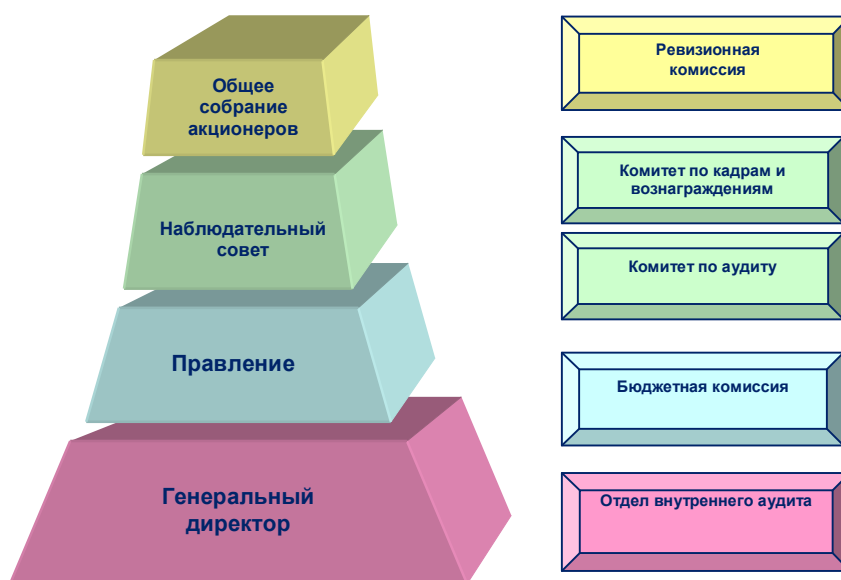 Общее
собрание
акционеров
Ревизионная
комиссия
Наблюдательный
совет
Комитет по кадрам и
вознаграждениям
Комитет по аудиту
Правление
Бюджетная комиссия
Генеральный
директор
Отдел внутреннего аудита